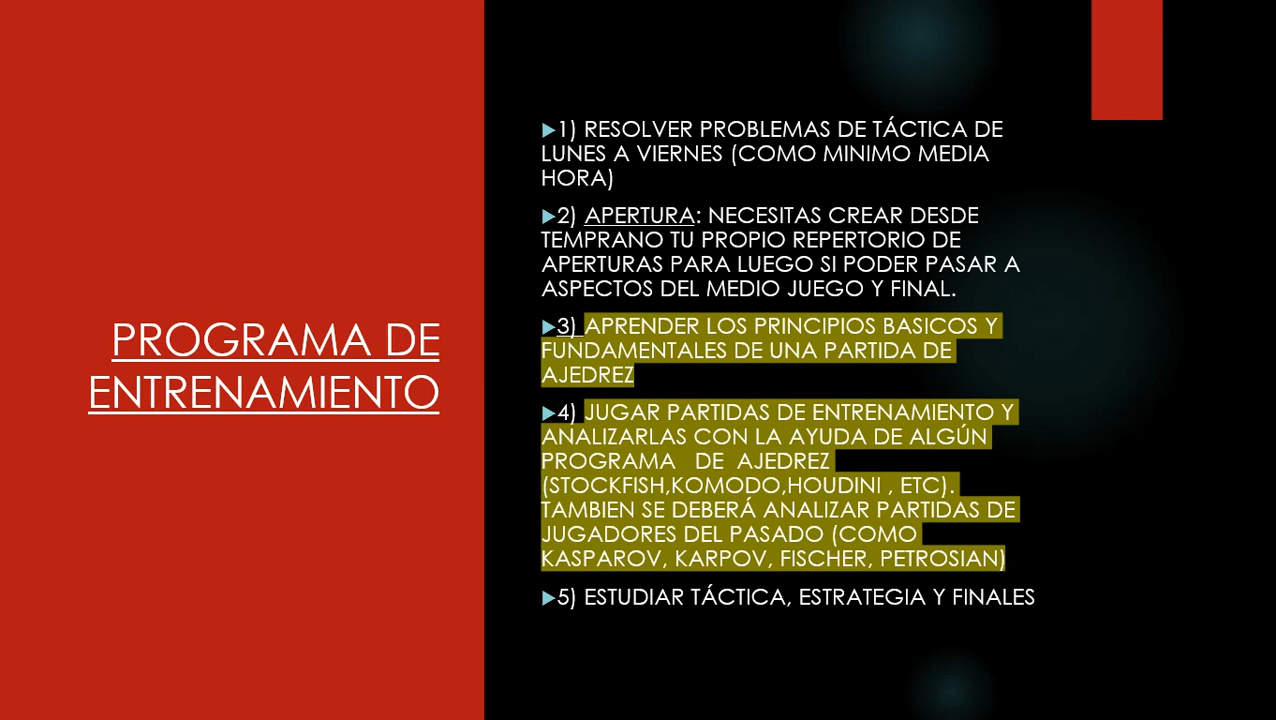 PROGRAMA DE
ENTRENAMIENTO
1) RESOLVER PROBLEMAS DE TÁCTICA DE
LUNES A VIERNES (COMO MINIMO MEDIA
HORA)
2) APERTURA: NECESITAS CREAR DESDE
TEMPRANO TU PROPIO REPERTORIO DE
APERTURAS PARA LUEGO SI PODER PASAR A
ASPECTOS DEL MEDIO JUEGO Y FINAL.
3) APRENDER LOS PRINCIPIOS BASICOS Y
FUNDAMENTALES DE UNA PARTIDA DE
AJEDREZ
4) JUGAR PARTIDAS DE ENTRENAMIENTO Y
ANALIZARLAS CON LA AYUDA DE ALGÚN
PROGRAMA DE AJEDREZ
(STOCKFISH,KOMODO,HOUDINI , ETC).
TAMBIEN SE DEBERÁ ANALIZAR PARTIDAS DE
JUGADORES DEL PASADO (COMO
KASPAROV, KARPOV, FISCHER, PETROSIAN)
5) ESTUDIAR TÁCTICA, ESTRATEGIA Y FINALES